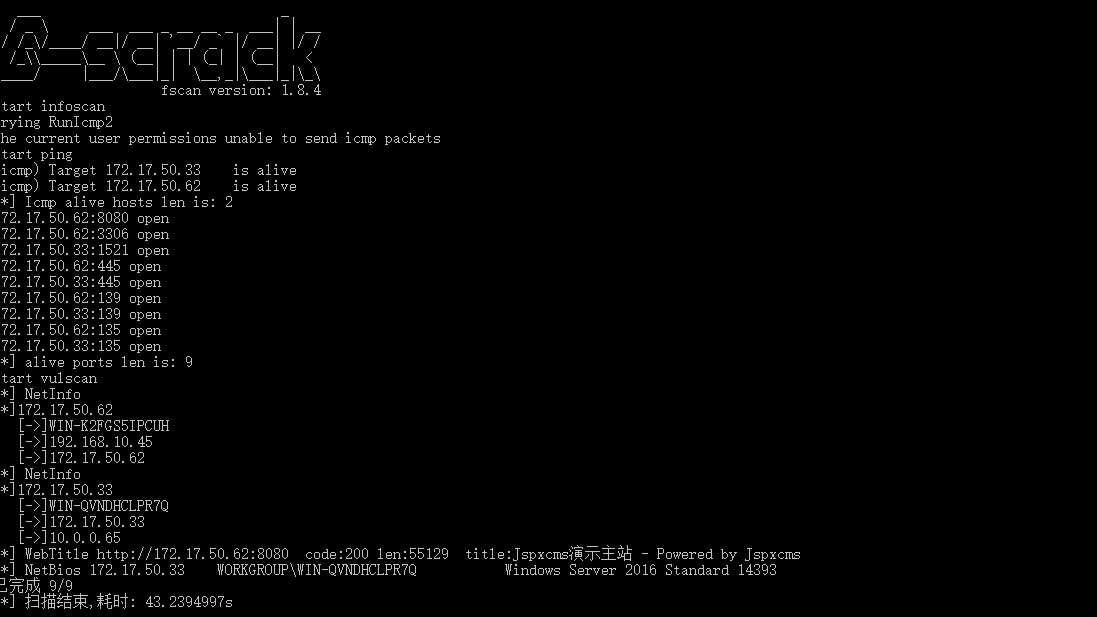 fscan version: 1.8.4
tart infoscan
rying RunIcmp2
he current user permissions unable to send icmp packets
tart ping
icmp) Target 172.17.50.33    is alive
icmp) Target 172.17.50.62    is alive
*] Icmp alive hosts len is: 2
72.17.50.62:8080 open
72.17.50.62:3306 open
72.17.50.33:1521 open
72.17.50.62:445 open
72.17.50.33:445 open
72.17.50.62:139 open
72.17.50.33:139 open
72.17.50.62:135 open
72.17.50.33:135 open
*] alive ports len is: 9
tart vulscan
*] NetInfo
*]172.17.50.62
[->]WIN-K2FGS5IPCUH
[->]192.168.10.45
[->]172.17.50.62
*] NetInfo
*]172.17.50.33
[->]WIN-QVNDHCLPR7Q
[->]172.17.50.33
[->]10.0.0.65
*] WebTitle http://172.17.50.62:8080  code:200 len:55129  title:Jspxcms演示主站 - Powered by Jspxcms
*] NetBios 172.17.50.33    WORKGROUP\WIN-QVNDHCLPR7Q           Windows Server 2016 Standard 14393
已完成 9/9
*] 扫描结束,耗时: 43.2394997s